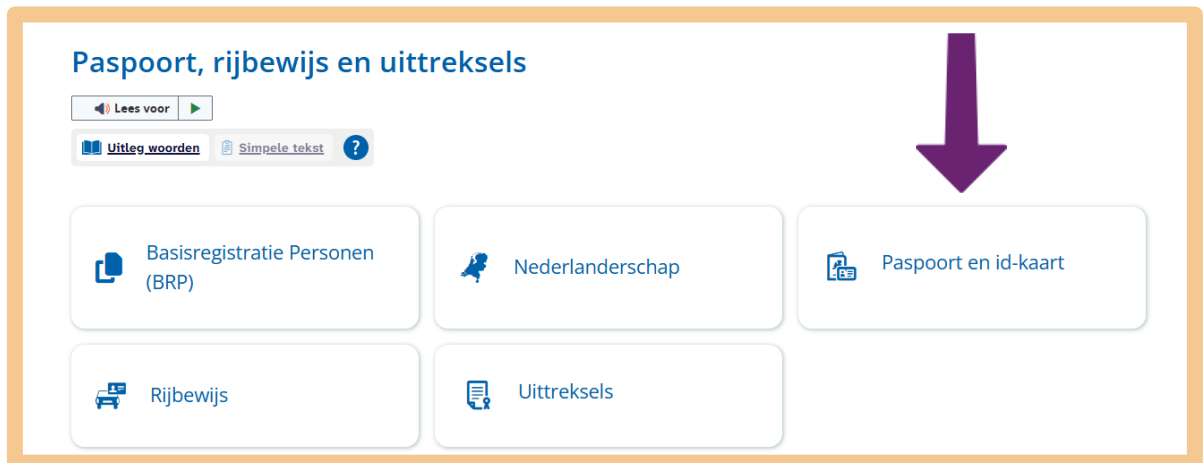 Paspoort, rijbewijs en uittreksels
Lees voor
Uitleg woorden Simpele tekst ?
Basisregistratie Personen
(BRP)
Nederlanderschap
Paspoort en id-kaart
Rijbewijs
Uittreksels